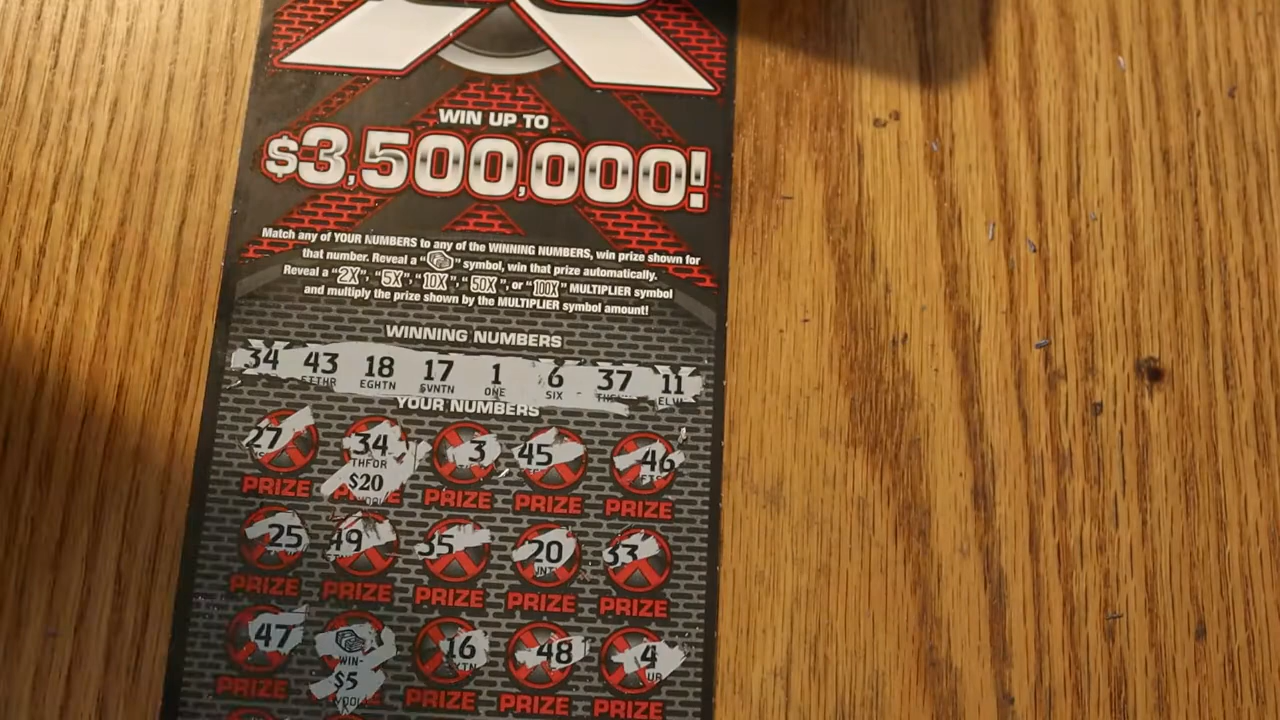 WIN UP TO
$3,500,000!
Match any of YOUR NUMBERS to any of the WINNING NUMBERS, win prize shown for
that number. Reveal a " " symbol, win that prize automatically.
Reveal a "2X", "5X", "10X", "50X", or "100X" MULTIPLIER symbol
and multiply the prize shown by the MULTIPLIER symbol amount!
WINNING NUMBERS
34 43 18 17 1 6 37 11
EGHTN SVNTN ONE SIX
YOUR NUMBERS
27 34 3 45 46
THFOR
$20
PRIZE PRIZE PRIZE PRIZE
25 49 35 20 33
PRIZE PRIZE PRIZE PRIZE PRIZE
47 16 48 4
WIN-
$5
PRIZE PRIZE PRIZE PRIZE